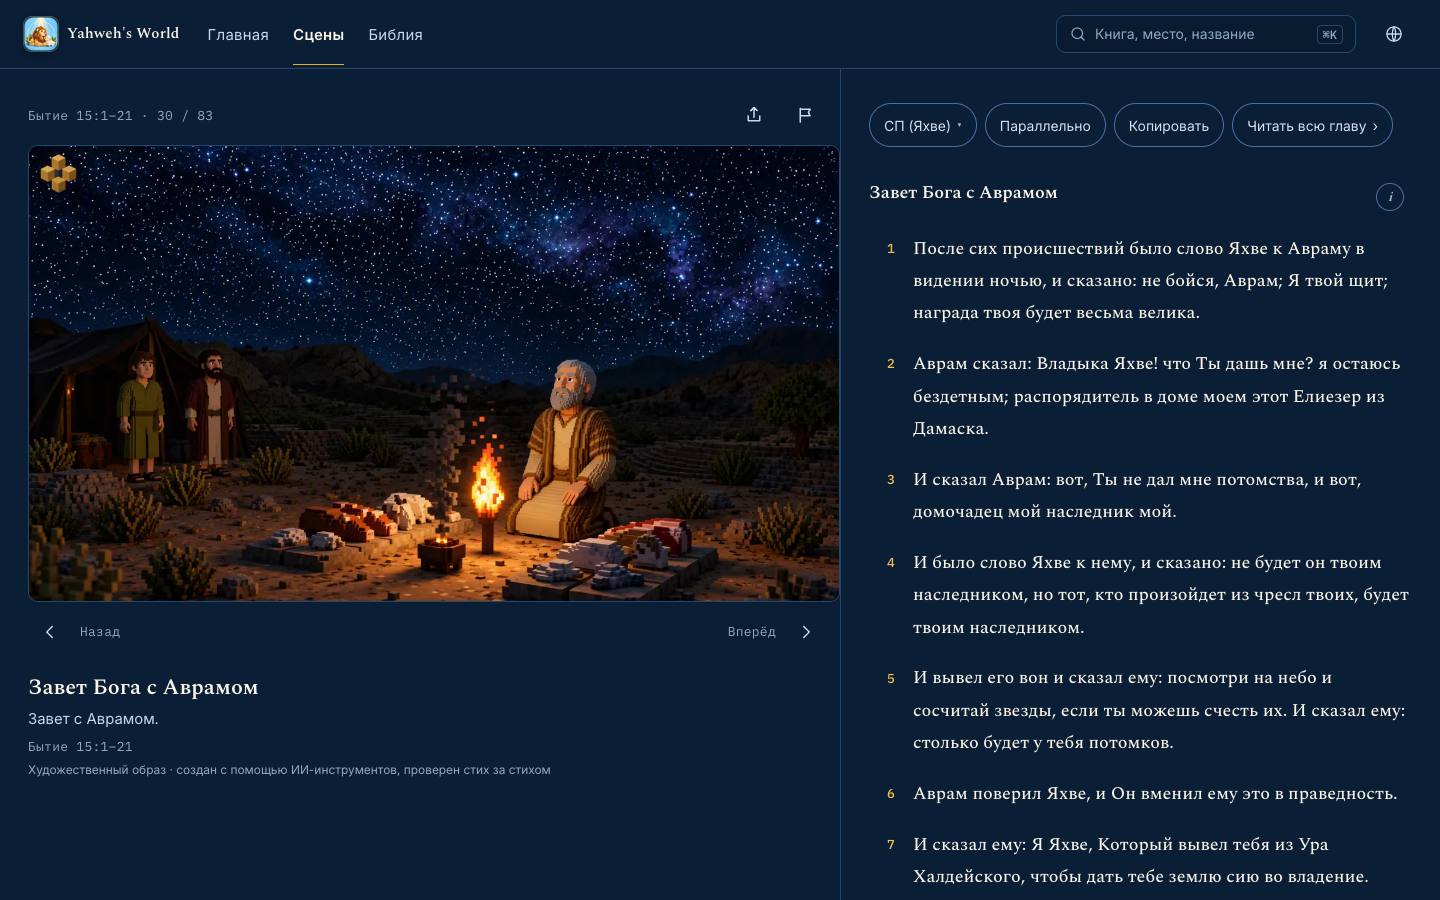 Yahweh's World
Главная
Сцены
Библия
Книга, место, название
⌘K
Бытие 15:1–21 · 30 / 83
Назад
Вперёд
Завет Бога с Аврамом
Завет с Аврамом.
Бытие 15:1–21
Художественный образ · создан с помощью ИИ-инструментов, проверен стих за стихом
СП (Яхве)
Параллельно
Копировать
Читать всю главу ›
Завет Бога с Аврамом
i
1 После сих происшествий было слово Яхве к Авраму в
видении ночью, и сказано: не бойся, Аврам; Я твой щит;
награда твоя будет весьма велика.
2 Аврам сказал: Владыка Яхве! что Ты дашь мне? я остаюсь
бездетным; распорядитель в доме моем этот Елиезер из
Дамаска.
3 И сказал Аврам: вот, Ты не дал мне потомства, и вот,
домочадец мой наследник мой.
4 И было слово Яхве к нему, и сказано: не будет он твоим
наследником, но тот, кто произойдет из чресл твоих, будет
твоим наследником.
5 И вывел его вон и сказал ему: посмотри на небо и
сосчитай звезды, если ты можешь счесть их. И сказал ему:
столько будет у тебя потомков.
6 Аврам поверил Яхве, и Он вменил ему это в праведность.
7 И сказал ему: Я Яхве, Который вывел тебя из Ура
Халдейского, чтобы дать тебе землю сию во владение.